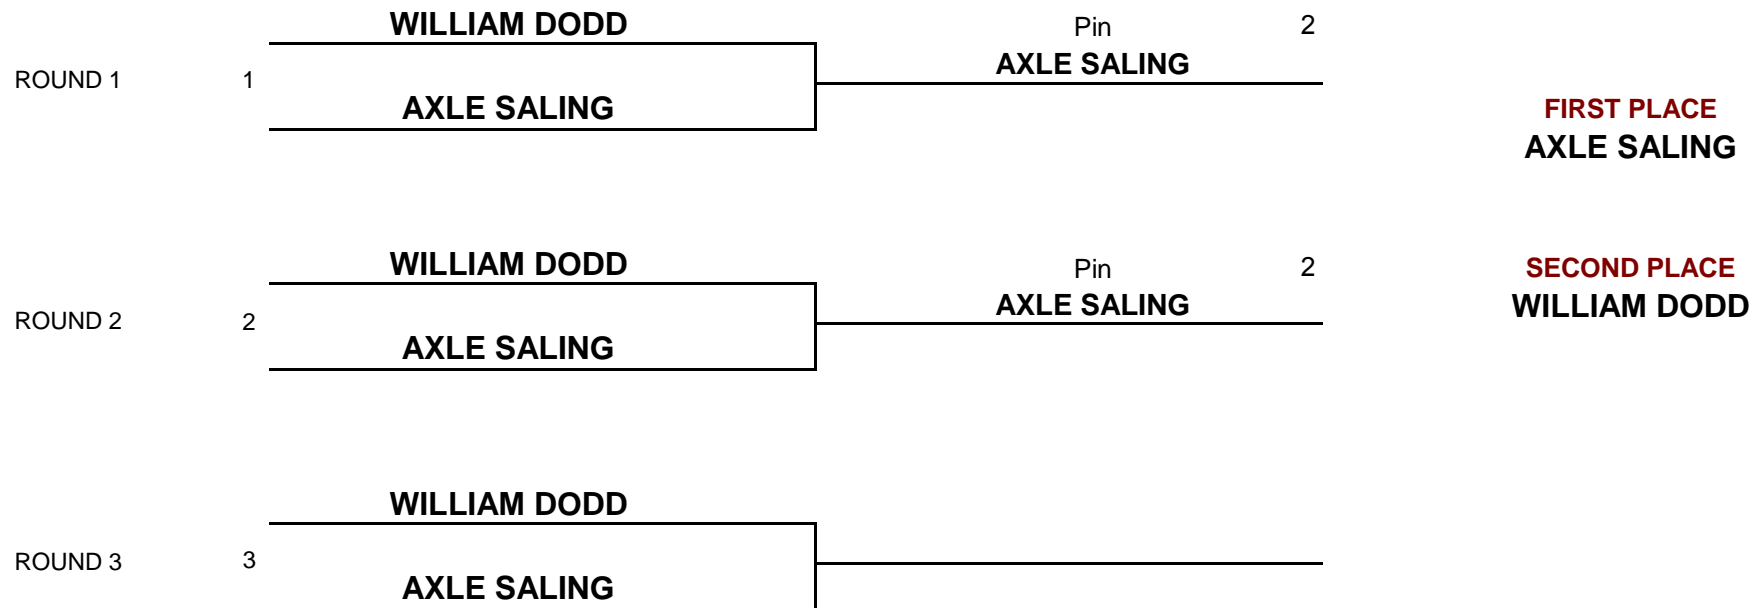 WILLIAM DODD
Pin 2
AXLE SALING
ROUND 1 1
AXLE SALING
FIRST PLACE
AXLE SALING
WILLIAM DODD
Pin 2
SECOND PLACE
AXLE SALING
WILLIAM DODD
ROUND 2 2
AXLE SALING
WILLIAM DODD
ROUND 3 3
AXLE SALING